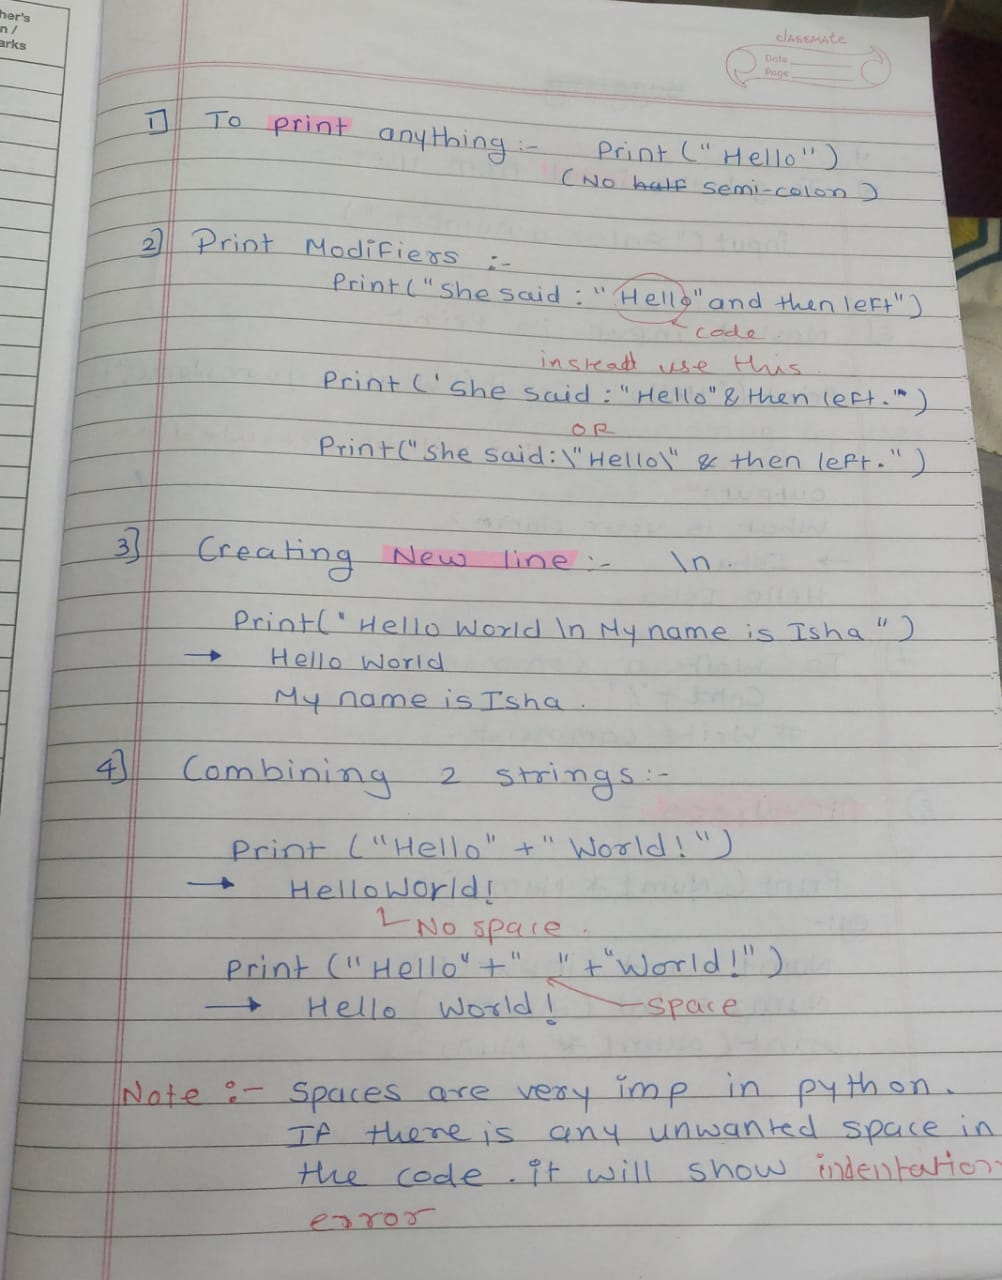 her's
n/
arks
classmate
Date
Page
1] To print anything :- Print ("Hello")
(No half semi-colon)
2] Print Modifiers :-
Print("She said : "Hello" and then left")
code.
instead use this.
Print ('She said : "Hello" & then left.')
OR
Print("She said:\"Hello\" & then left.")
3] Creating New line :- \n.
Print("Hello World \n My name is Isha")
→ Hello World
My name is Isha.
4] Combining 2 strings :-
Print ("Hello" + "World!")
→ HelloWorld!
No space.
Print ("Hello" + " " + "World!")
→ Hello World!
space
Note :- Spaces are very imp in python.
If there is any unwanted space in
the code. it will show indentation
error